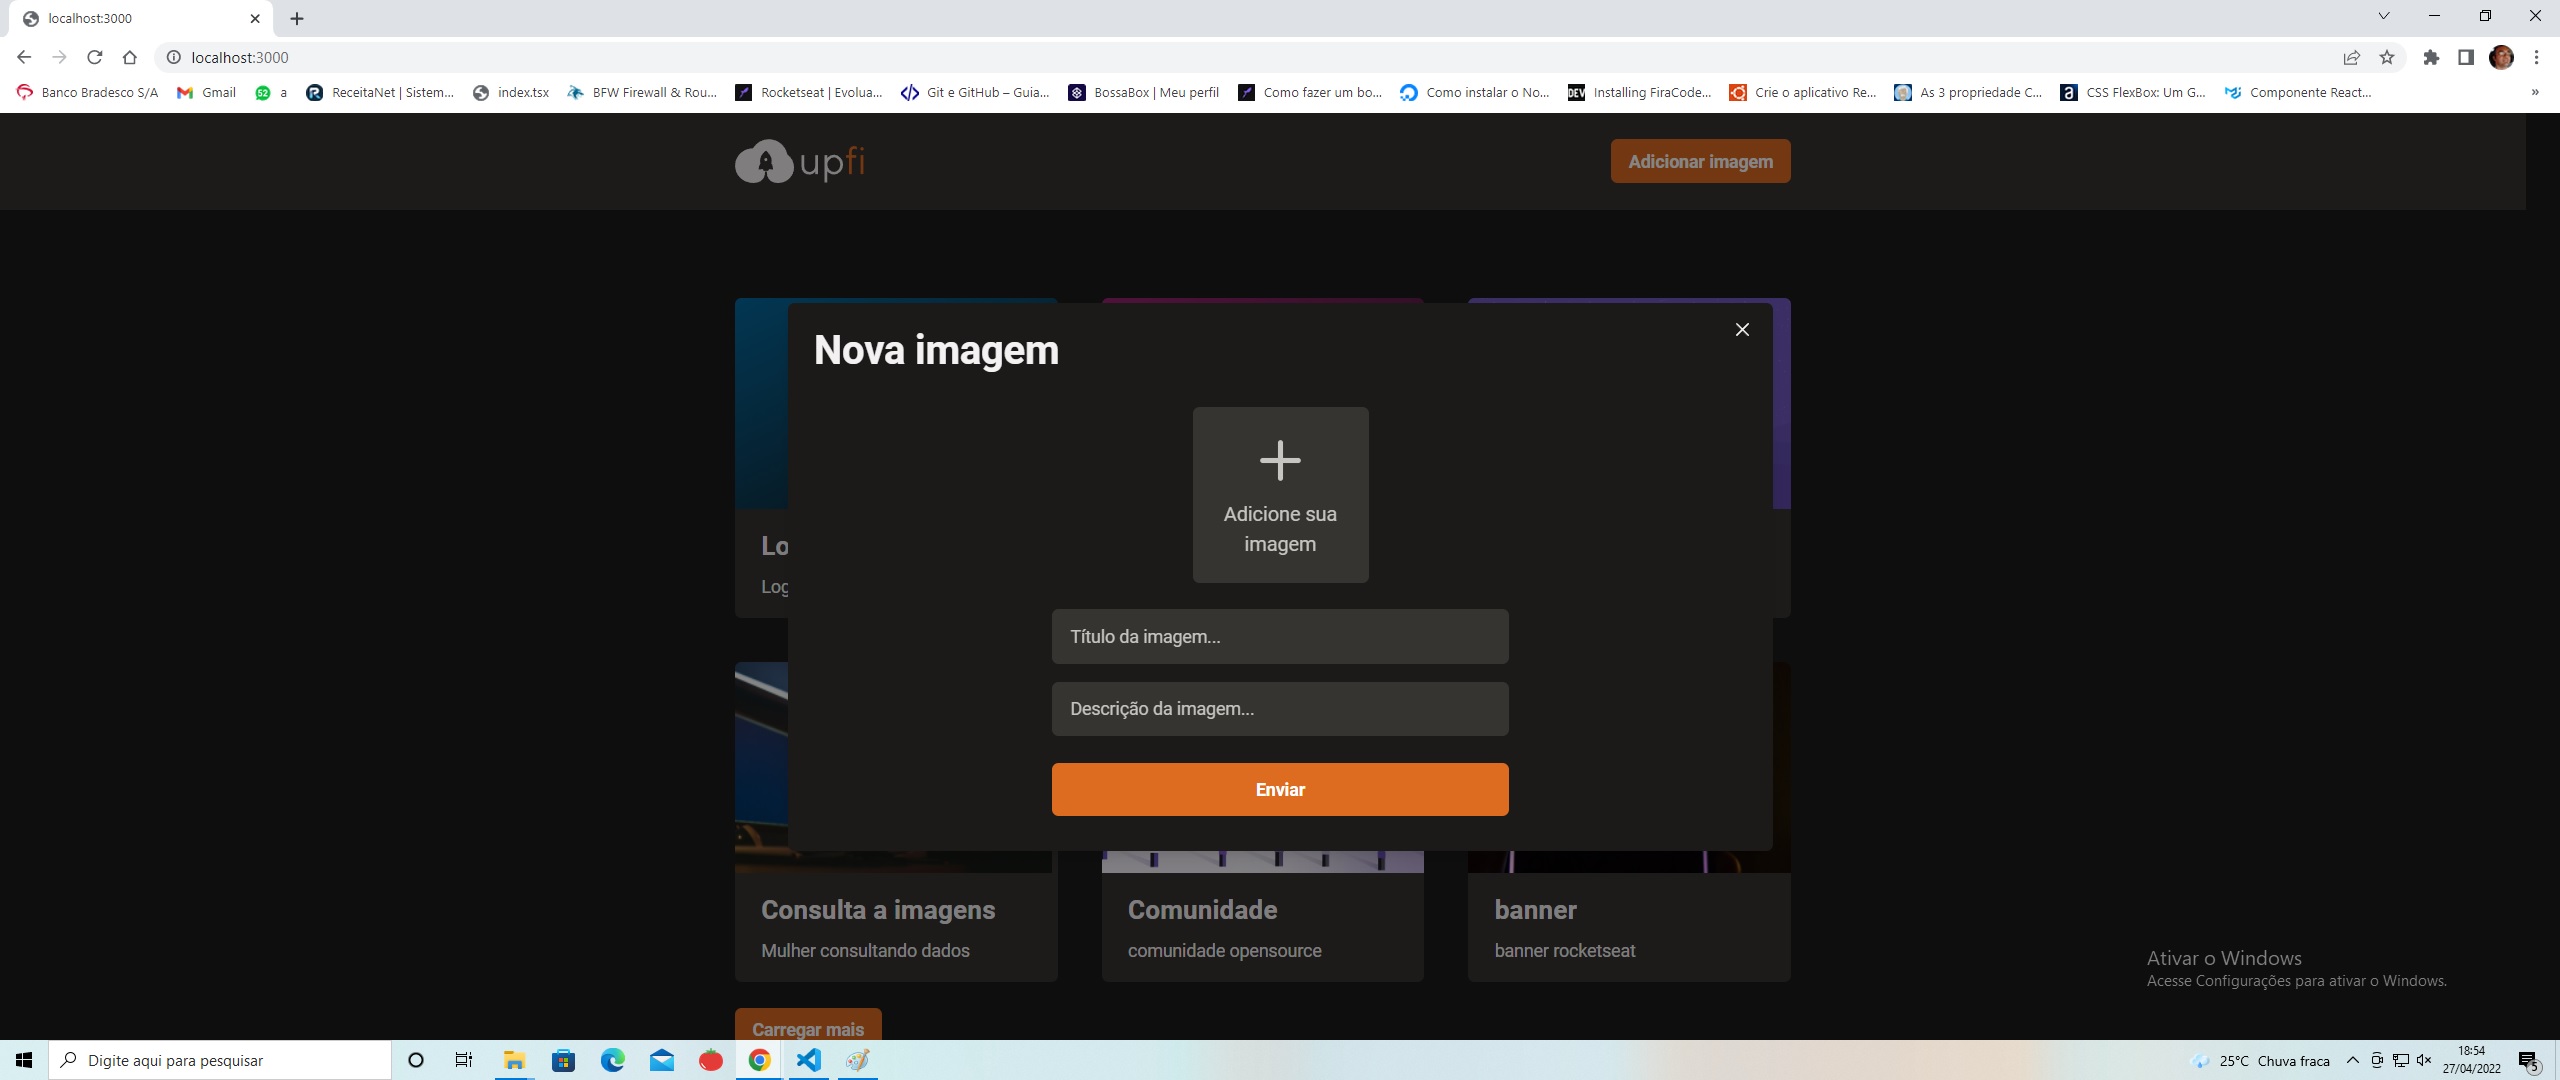 localhost:3000
localhost:3000
Banco Bradesco S/A Gmail 52 a ReceitaNet | Sistem... index.tsx BFW Firewall & Rou... Rocketseat | Evolua... Git e GitHub – Guia... BossaBox | Meu perfil Como fazer um bo... Como instalar o No... DEV Installing FiraCode... Crie o aplicativo Re... As 3 propriedade C... a CSS FlexBox: Um G... Componente React... »
upfi Adicionar imagem
Nova imagem
Adicione sua
imagem
Lo
Log
Título da imagem...
Descrição da imagem...
Enviar
Consulta a imagens Comunidade banner
Mulher consultando dados comunidade opensource banner rocketseat
Ativar o Windows
Acesse Configurações para ativar o Windows.
Carregar mais
Digite aqui para pesquisar 25°C Chuva fraca 18:54
27/04/2022 5